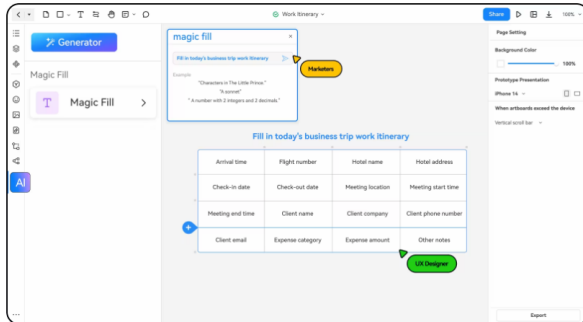 Work Itinerary
Share
100%
Generator
Magic Fill
Magic Fill
AI
magic fill
Fill in today's business trip work itinerary
Example
"Characters in The Little Prince."
"A sonnet"
" A number with 2 integers and 2 decimals."
Marketers
Fill in today's business trip work itinerary
Arrival time Flight number Hotel name Hotel address
Check-in date Check-out date Meeting location Meeting start time
Meeting end time Client name Client company Client phone number
Client email Expense category Expense amount Other notes
UX Designer
Page Setting
Background Color
100%
Prototype Presentation
iPhone 14
When artboards exceed the device
Vertical scroll bar
Export